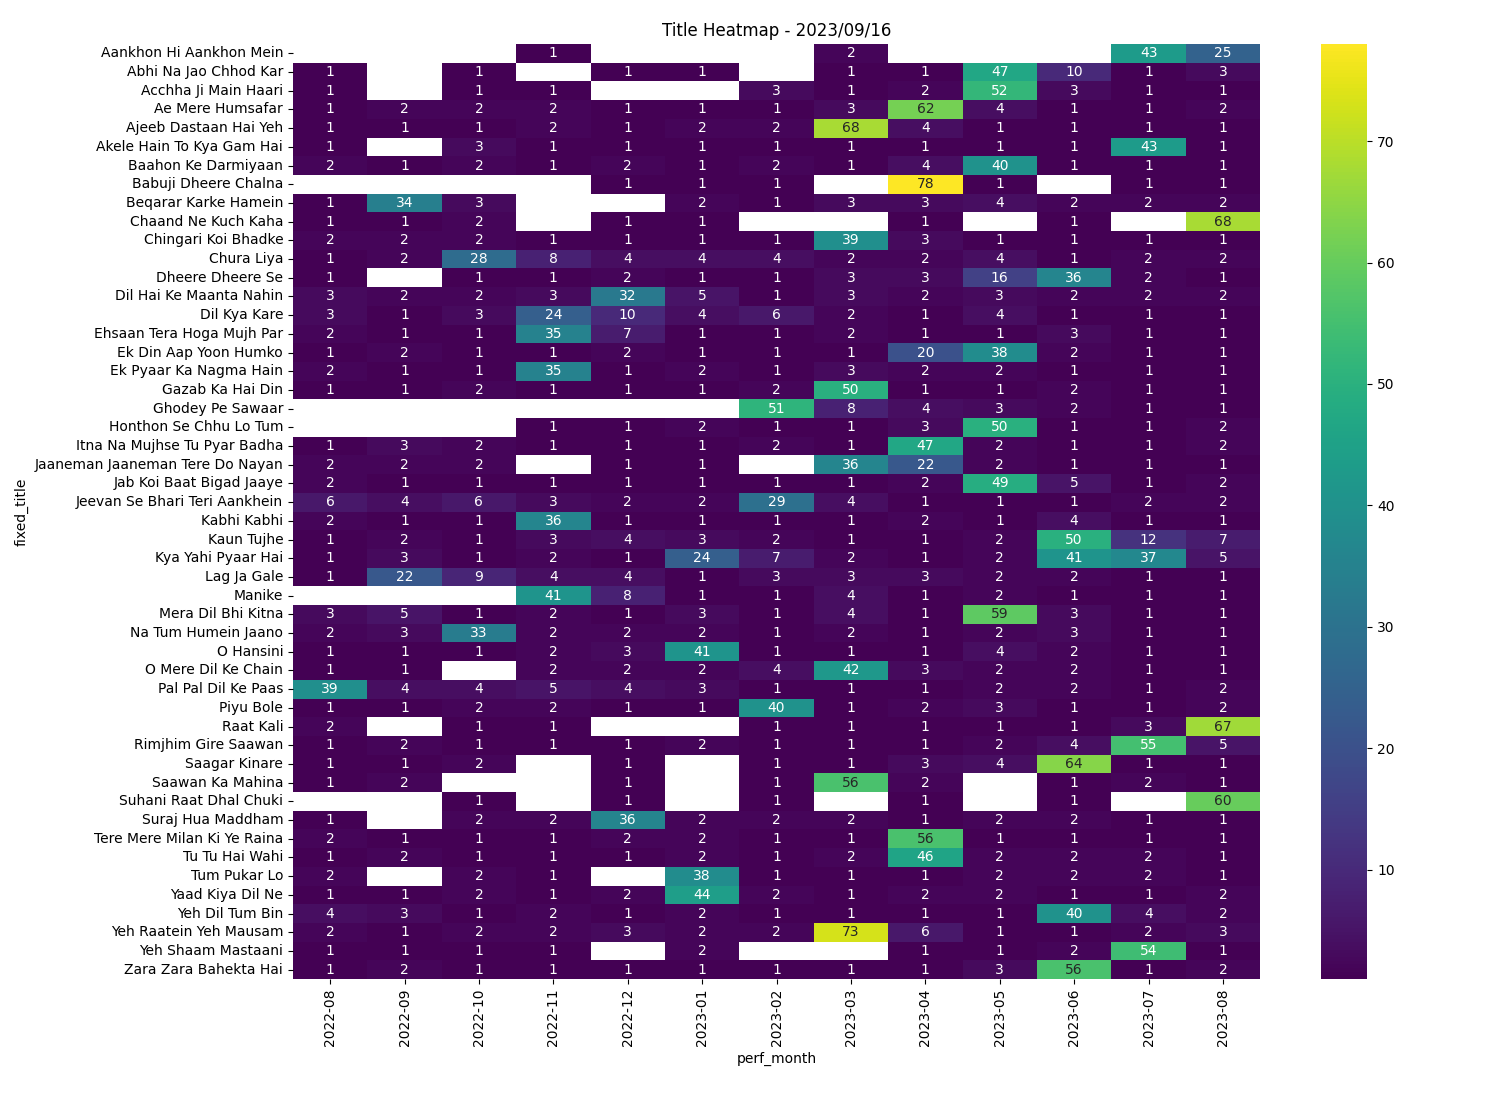 Title Heatmap - 2023/09/16
fixed_title
Aankhon Hi Aankhon Mein 1 2 43 25
Abhi Na Jao Chhod Kar 1 1 1 1 1 1 47 10 1 3
Acchha Ji Main Haari 1 1 1 3 1 2 52 3 1 1
Ae Mere Humsafar 1 2 2 2 1 1 1 3 62 4 1 1 2
Ajeeb Dastaan Hai Yeh 1 1 1 2 1 2 2 68 4 1 1 1 1
Akele Hain To Kya Gam Hai 1 3 1 1 1 1 1 1 1 1 43 1
Baahon Ke Darmiyaan 2 1 2 1 2 1 2 1 4 40 1 1 1
Babuji Dheere Chalna 1 1 1 78 1 1 1
Beqarar Karke Hamein 1 34 3 2 1 3 3 4 2 2 2
Chaand Ne Kuch Kaha 1 1 2 1 1 1 1 68
Chingari Koi Bhadke 2 2 2 1 1 1 1 39 3 1 1 1 1
Chura Liya 1 2 28 8 4 4 4 2 2 4 1 2 2
Dheere Dheere Se 1 1 1 2 1 1 3 3 16 36 2 1
Dil Hai Ke Maanta Nahin 3 2 2 3 32 5 1 3 2 3 2 2 2
Dil Kya Kare 3 1 3 24 10 4 6 2 1 4 1 1 1
Ehsaan Tera Hoga Mujh Par 2 1 1 35 7 1 1 2 1 1 3 1 1
Ek Din Aap Yoon Humko 1 2 1 1 2 1 1 1 20 38 2 1 1
Ek Pyaar Ka Nagma Hain 2 1 1 35 1 2 1 3 2 2 1 1 1
Gazab Ka Hai Din 1 1 2 1 1 1 2 50 1 1 2 1 1
Ghodey Pe Sawaar 51 8 4 3 2 1 1
Honthon Se Chhu Lo Tum 1 1 2 1 1 3 50 1 1 2
Itna Na Mujhse Tu Pyar Badha 1 3 2 1 1 1 2 1 47 2 1 1 2
Jaaneman Jaaneman Tere Do Nayan 2 2 2 1 1 36 22 2 1 1 1
Jab Koi Baat Bigad Jaaye 2 1 1 1 1 1 1 1 2 49 5 1 2
Jeevan Se Bhari Teri Aankhein 6 4 6 3 2 2 29 4 1 1 1 2 2
Kabhi Kabhi 2 1 1 36 1 1 1 1 2 1 4 1 1
Kaun Tujhe 1 2 1 3 4 3 2 1 1 2 50 12 7
Kya Yahi Pyaar Hai 1 3 1 2 1 24 7 2 1 2 41 37 5
Lag Ja Gale 1 22 9 4 4 1 3 3 3 2 2 1 1
Manike 41 8 1 1 4 1 2 1 1 1
Mera Dil Bhi Kitna 3 5 1 2 1 3 1 4 1 59 3 1 1
Na Tum Humein Jaano 2 3 33 2 2 2 1 2 1 2 3 1 1
O Hansini 1 1 1 2 3 41 1 1 1 4 2 1 1
O Mere Dil Ke Chain 1 1 2 2 2 4 42 3 2 2 1 1
Pal Pal Dil Ke Paas 39 4 4 5 4 3 1 1 1 2 2 1 2
Piyu Bole 1 1 2 2 1 1 40 1 2 3 1 1 2
Raat Kali 2 1 1 1 1 1 1 1 3 67
Rimjhim Gire Saawan 1 2 1 1 1 2 1 1 1 2 4 55 5
Saagar Kinare 1 1 2 1 1 1 3 4 64 1 1
Saawan Ka Mahina 1 2 1 1 56 2 1 2 1
Suhani Raat Dhal Chuki 1 1 1 1 1 60
Suraj Hua Maddham 1 2 2 36 2 2 2 1 2 2 1 1
Tere Mere Milan Ki Ye Raina 2 1 1 1 2 2 1 1 56 1 1 1 1
Tu Tu Hai Wahi 1 2 1 1 1 2 1 2 46 2 2 2 1
Tum Pukar Lo 2 2 1 38 1 1 1 2 2 2 1
Yaad Kiya Dil Ne 1 1 2 1 2 44 2 1 2 2 1 1 2
Yeh Dil Tum Bin 4 3 1 2 1 2 1 1 1 1 40 4 2
Yeh Raatein Yeh Mausam 2 1 2 2 3 2 2 73 6 1 1 2 3
Yeh Shaam Mastaani 1 1 1 1 2 1 1 2 54 1
Zara Zara Bahekta Hai 1 2 1 1 1 1 1 1 1 3 56 1 2
2022-08 2022-09 2022-10 2022-11 2022-12 2023-01 2023-02 2023-03 2023-04 2023-05 2023-06 2023-07 2023-08
perf_month
70
60
50
40
30
20
10